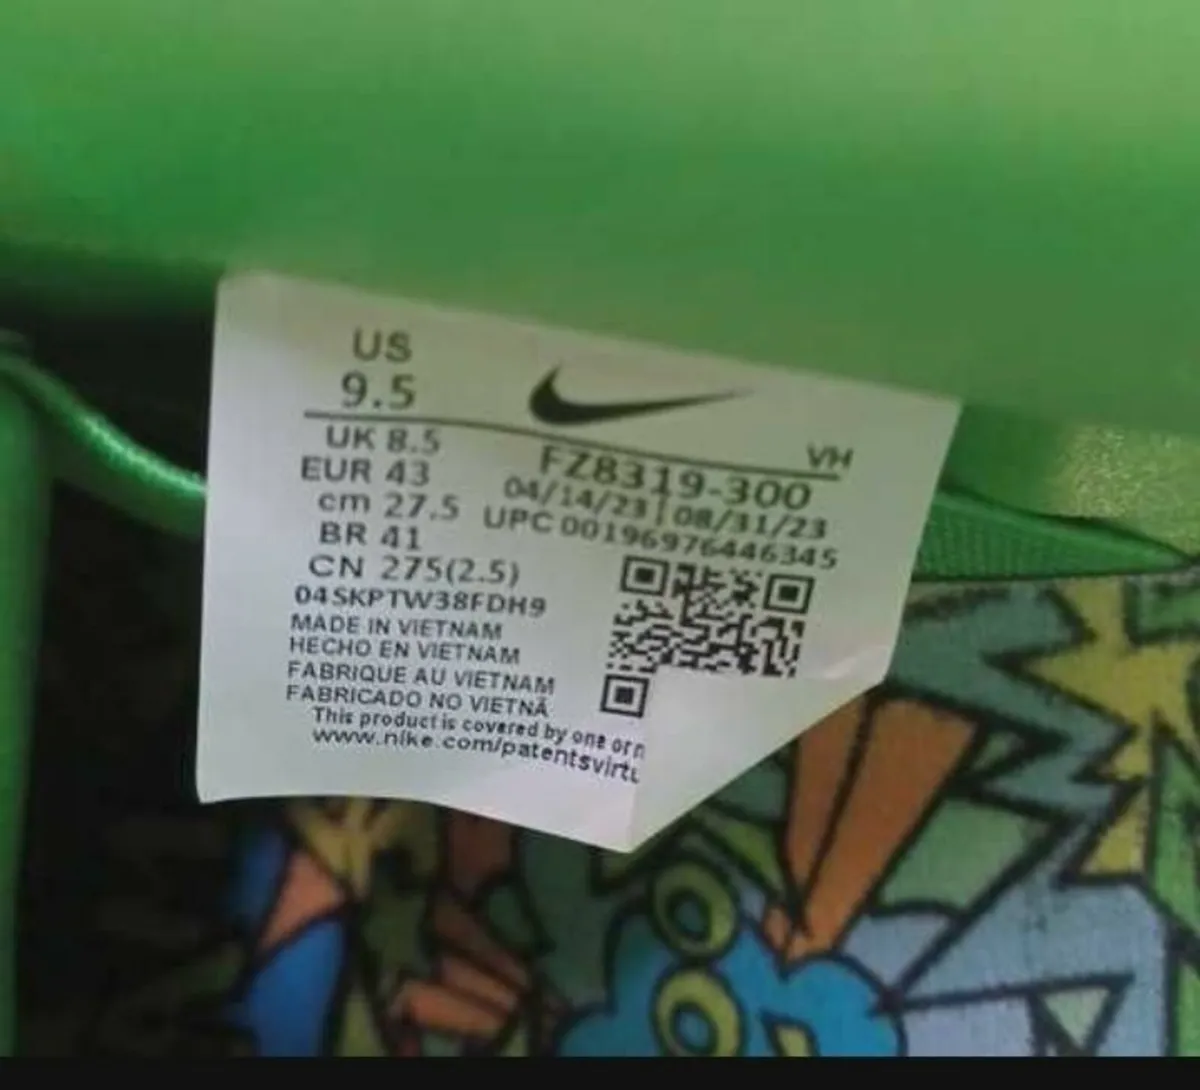 US
9.5
UK 8.5
EUR 43
cm 27.5
BR 41
CN 275(2.5)
04SKPTW38FDH9
MADE IN VIETNAM
HECHO EN VIETNAM
FABRIQUE AU VIETNAM
FABRICADO NO VIETNÃ
This product is covered by one or
www.nike.com/patentsvirtu
VH
FZ8319-300
04/14/23 | 08/31/23
UPC 00196976446345